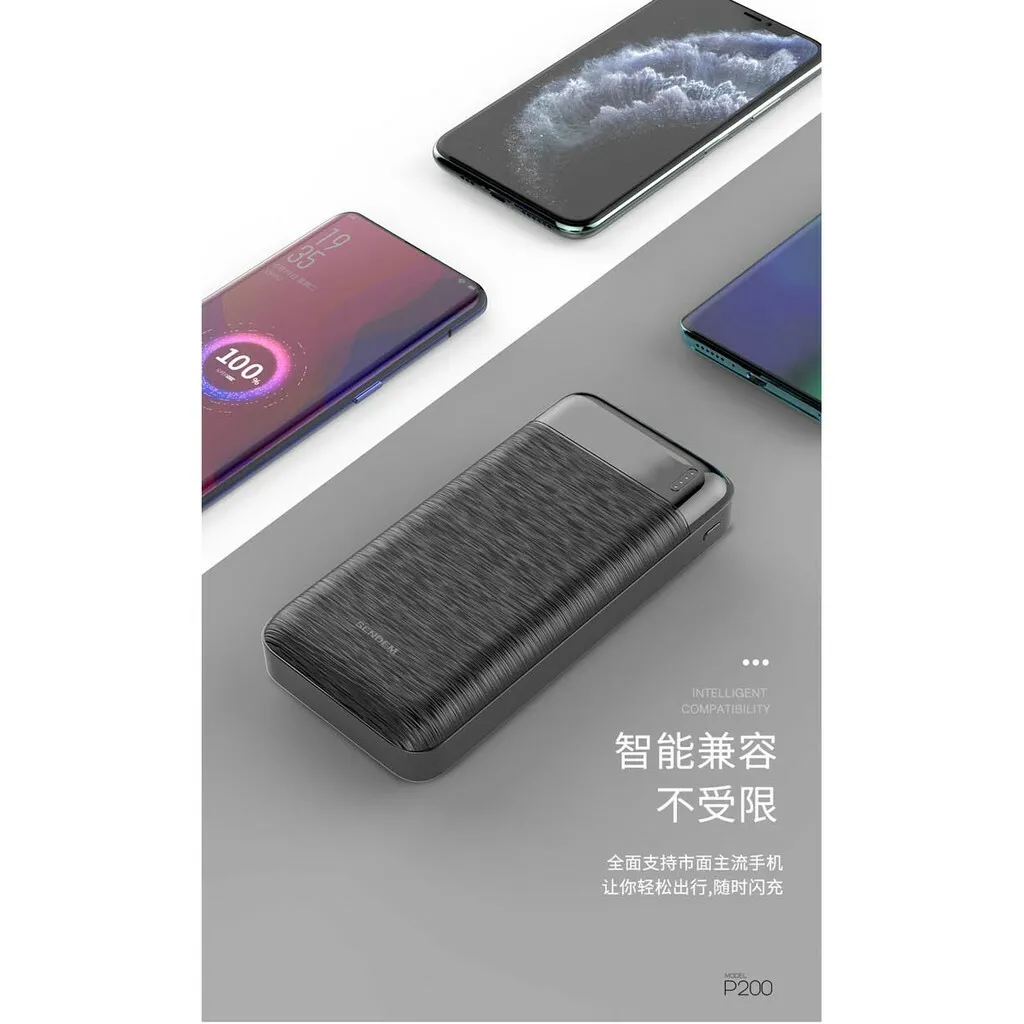 19
35
100%
SENDEM
INTELLIGENT
COMPATIBILITY
智能兼容
不受限
全面支持市面主流手机
让你轻松出行,随时闪充
MODEL
P200